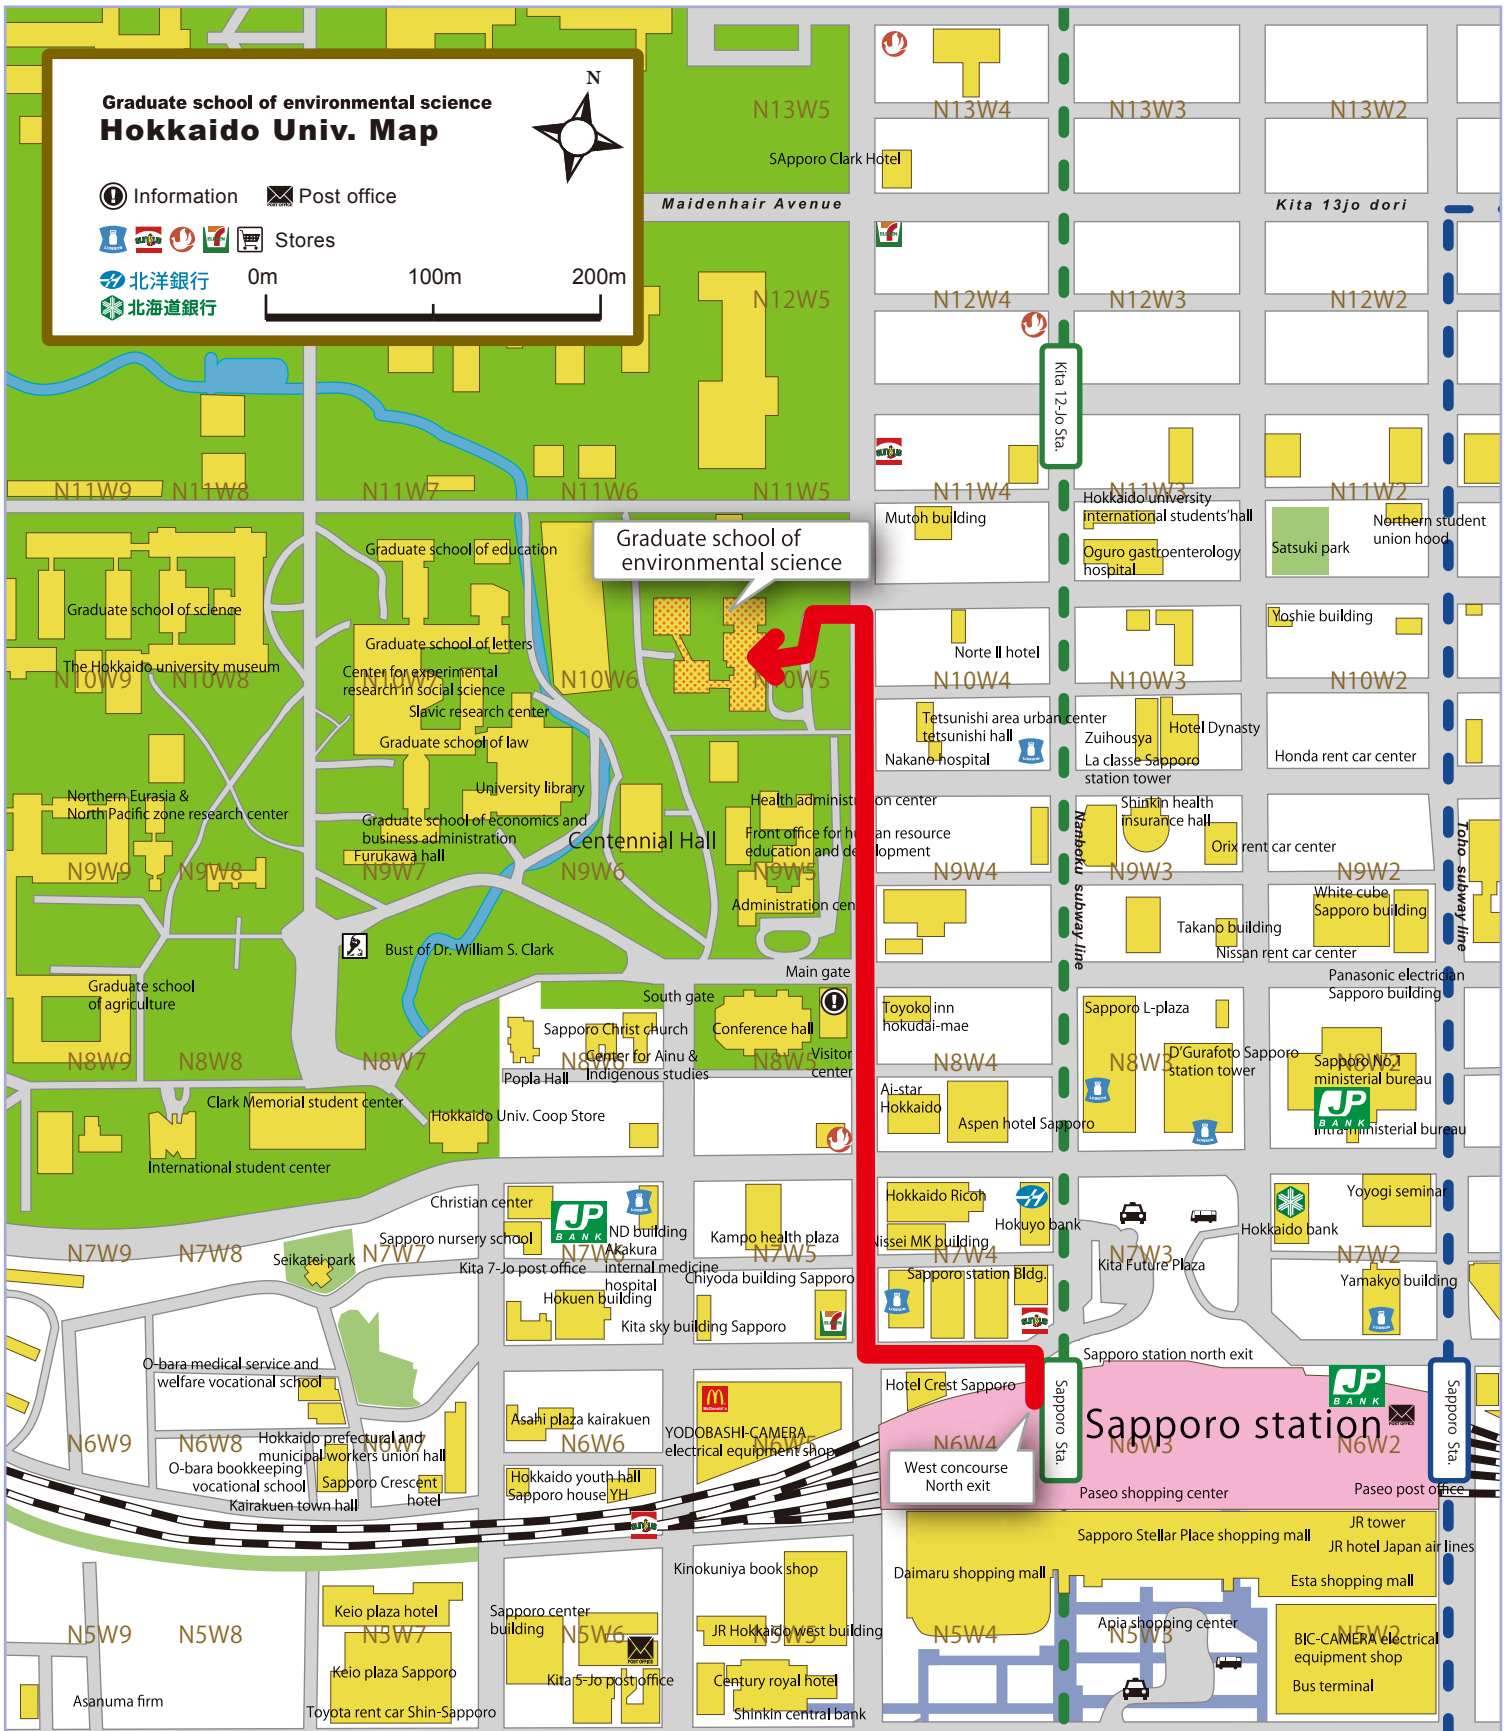 Graduate school of environmental science
Hokkaido Univ. Map
N
Information
Post office
Stores
北洋銀行
北海道銀行
0m
100m
200m
N13W5
N13W4
N13W3
N13W2
SApporo Clark Hotel
Maidenhair Avenue
Kita 13jo dori
N12W5
N12W4
N12W3
N12W2
Kita 12-Jo Sta.
N11W9
N11W8
N11W7
N11W6
N11W5
N11W4
N11W3
N11W2
Mutoh building
Hokkaido university
international students'hall
Oguro gastroenterology
hospital
Satsuki park
Northern student
union hood
Graduate school of
environmental science
Graduate school of education
Graduate school of science
Graduate school of letters
The Hokkaido university museum
Center for experimental
research in social science
Slavic research center
Graduate school of law
University library
N10W9
N10W8
N10W7
N10W6
N10W5
N10W4
N10W3
N10W2
Yoshie building
Norte II hotel
Tetsunishi area urban center
tetsunishi hall
Nakano hospital
Zuihousya
Hotel Dynasty
La classe Sapporo
station tower
Honda rent car center
Northern Eurasia &
North Pacific zone research center
Graduate school of economics and
business administration
Furukawa hall
Centennial Hall
Health administration center
Front office for human resource
education and development
Administration cen
Shinkin health
insurance hall
Orix rent car center
Nanboku subway line
Toho subway line
N9W9
N9W8
N9W7
N9W6
N9W5
N9W4
N9W3
N9W2
White cube
Sapporo building
Takano building
Nissan rent car center
Bust of Dr. William S. Clark
Main gate
Panasonic electrician
Sapporo building
Graduate school
of agriculture
South gate
Sapporo Christ church
Conference hall
Center for Ainu &
Indigenous studies
Visitor
center
Popla Hall
Toyoko inn
hokudai-mae
Sapporo L-plaza
D'Gurafoto Sapporo
station tower
Sapporo No.1
ministerial bureau
JP
BANK
Intra-ministerial bureau
N8W9
N8W8
N8W7
N8W6
N8W5
N8W4
N8W3
N8W2
Clark Memorial student center
Hokkaido Univ. Coop Store
International student center
Ai-star
Hokkaido
Aspen hotel Sapporo
Christian center
Sapporo nursery school
JP
BANK
ND building
Akakura
internal medicine
hospital
Kita 7-Jo post office
Kampo health plaza
Chiyoda building Sapporo
Hokkaido Ricoh
Nissei MK building
Hokuyo bank
Sapporo station Bldg.
Kita Future Plaza
Hokkaido bank
Yoyogi seminar
Yamakyo building
N7W9
N7W8
N7W7
N7W6
N7W5
N7W4
N7W3
N7W2
Seikatei park
Hokuen building
Kita sky building Sapporo
Sapporo station north exit
O-bara medical service and
welfare vocational school
Hotel Crest Sapporo
Asahi plaza kairakuen
McDonald's
YODOBASHI-CAMERA
electrical equipment shop
Sapporo Sta.
Sapporo station
JP
BANK
Sapporo Sta.
N6W9
N6W8
N6W7
N6W6
N6W5
N6W4
N6W3
N6W2
Hokkaido prefectural and
municipal workers union hall
O-bara bookkeeping
vocational school
Sapporo Crescent
hotel
Kairakuen town hall
Hokkaido youth hall
Sapporo house YH
West concourse
North exit
Paseo shopping center
Paseo post office
Sapporo Stellar Place shopping mall
JR tower
JR hotel Japan air lines
Kinokuniya book shop
Daimaru shopping mall
Esta shopping mall
Keio plaza hotel
Sapporo center
building
JR Hokkaido west building
Apia shopping center
BIC-CAMERA electrical
equipment shop
N5W9
N5W8
N5W7
N5W6
N5W5
N5W4
N5W3
N5W2
POST OFFICE
Keio plaza Sapporo
Kita 5-Jo post office
Century royal hotel
Bus terminal
Asanuma firm
Toyota rent car Shin-Sapporo
Shinkin central bank